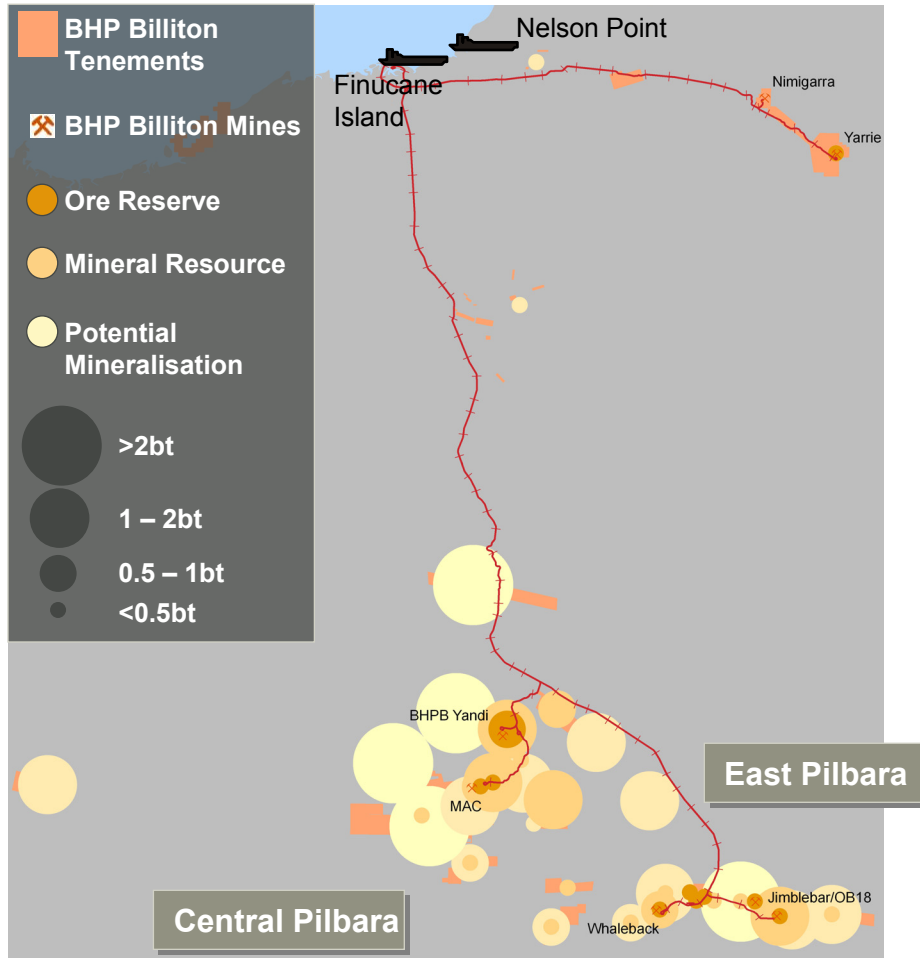 BHP Billiton
Tenements
BHP Billiton Mines
Ore Reserve
Mineral Resource
Potential
Mineralisation
>2bt
1 – 2bt
0.5 – 1bt
<0.5bt
Nelson Point
Finucane
Island
Nimigarra
Yarrie
BHPB Yandi
MAC
East Pilbara
Central Pilbara
Whaleback
Jimblebar/OB18